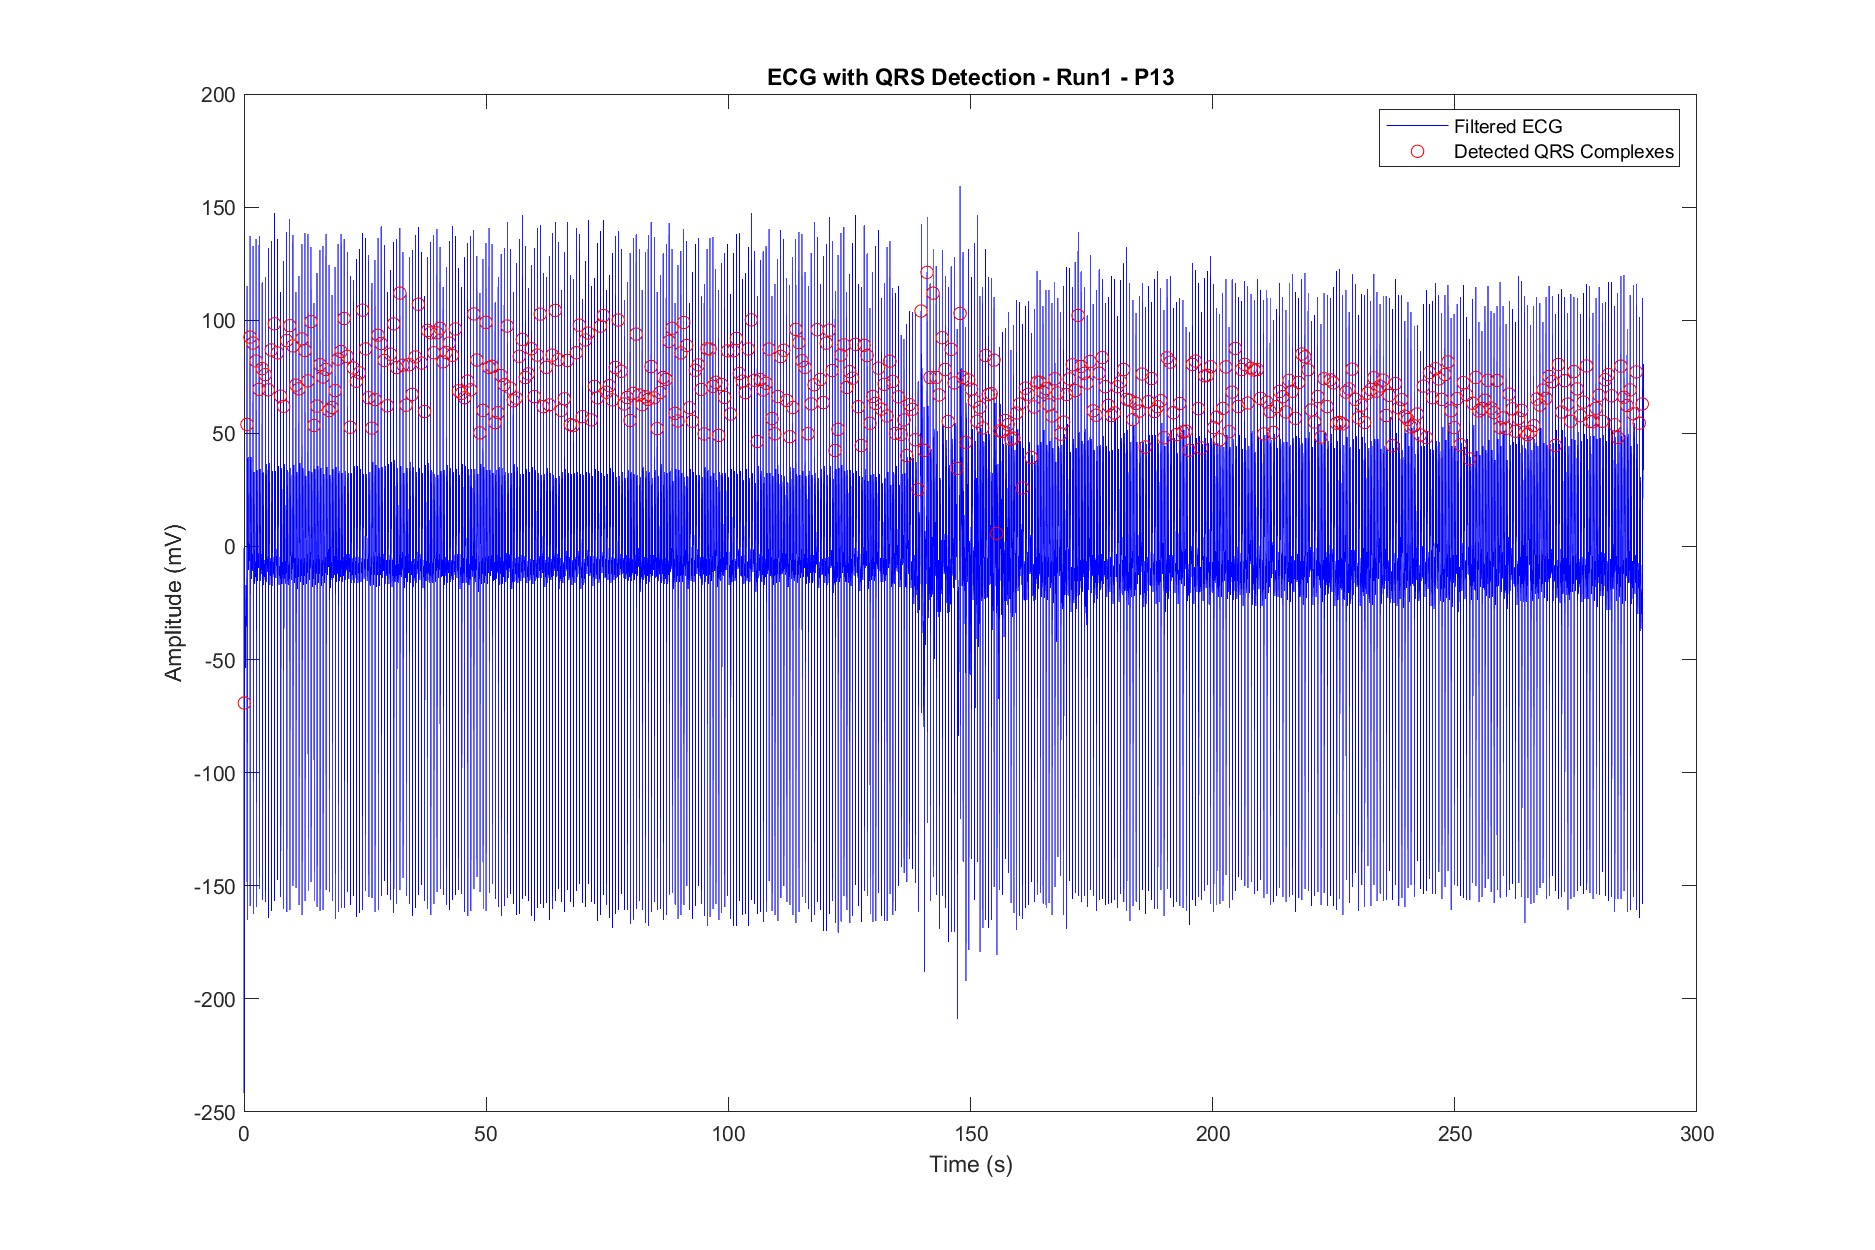 ECG with QRS Detection - Run1 - P13
Filtered ECG
Detected QRS Complexes
200
150
100
50
0
-50
-100
-150
-200
-250
Amplitude (mV)
0 50 100 150 200 250 300
Time (s)